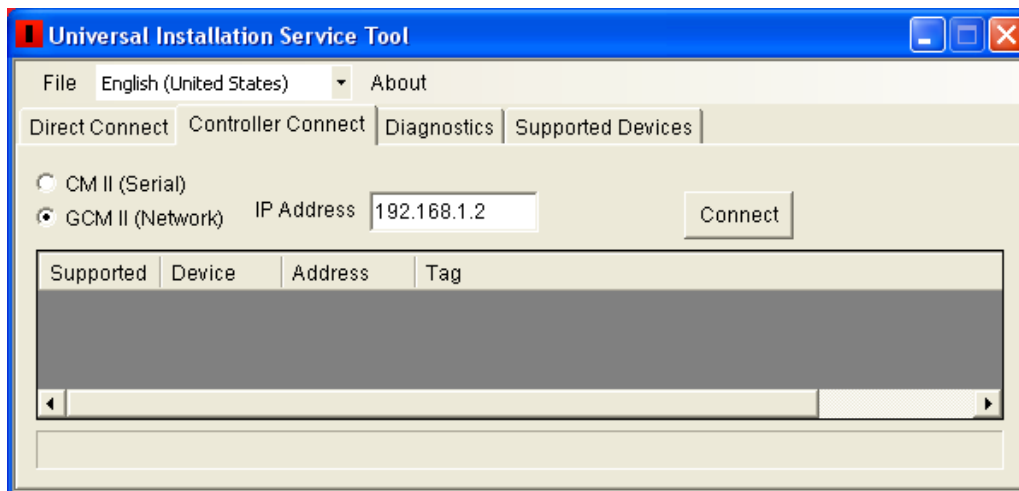 Universal Installation Service Tool
File English (United States) About
Direct Connect Controller Connect Diagnostics Supported Devices
CM II (Serial)
GCM II (Network) IP Address 192.168.1.2 Connect
Supported Device Address Tag